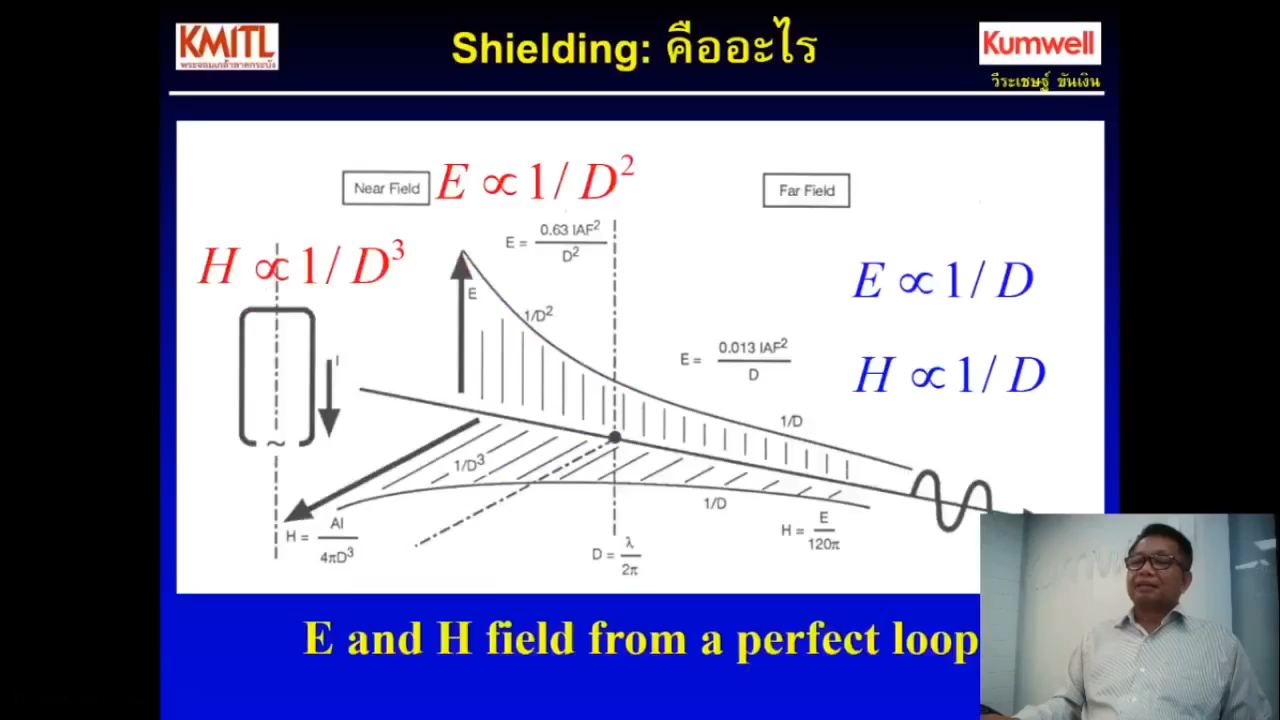 KMITL
พระจอมเกล้าลาดกระบัง
Shielding: คืออะไร
Kumwell
วีระเชษฐ์ ขันเงิน
Near Field
E ∝ 1/ D²
Far Field
H ∝ 1/ D³
E = 0.63 IAF² / D²
E ∝ 1/ D
E
1/D²
I
E = 0.013 IAF² / D
H ∝ 1/ D
1/D
1/D³
1/D
H = AI / 4πD³
D = λ / 2π
H = E / 120π
E and H field from a perfect loop